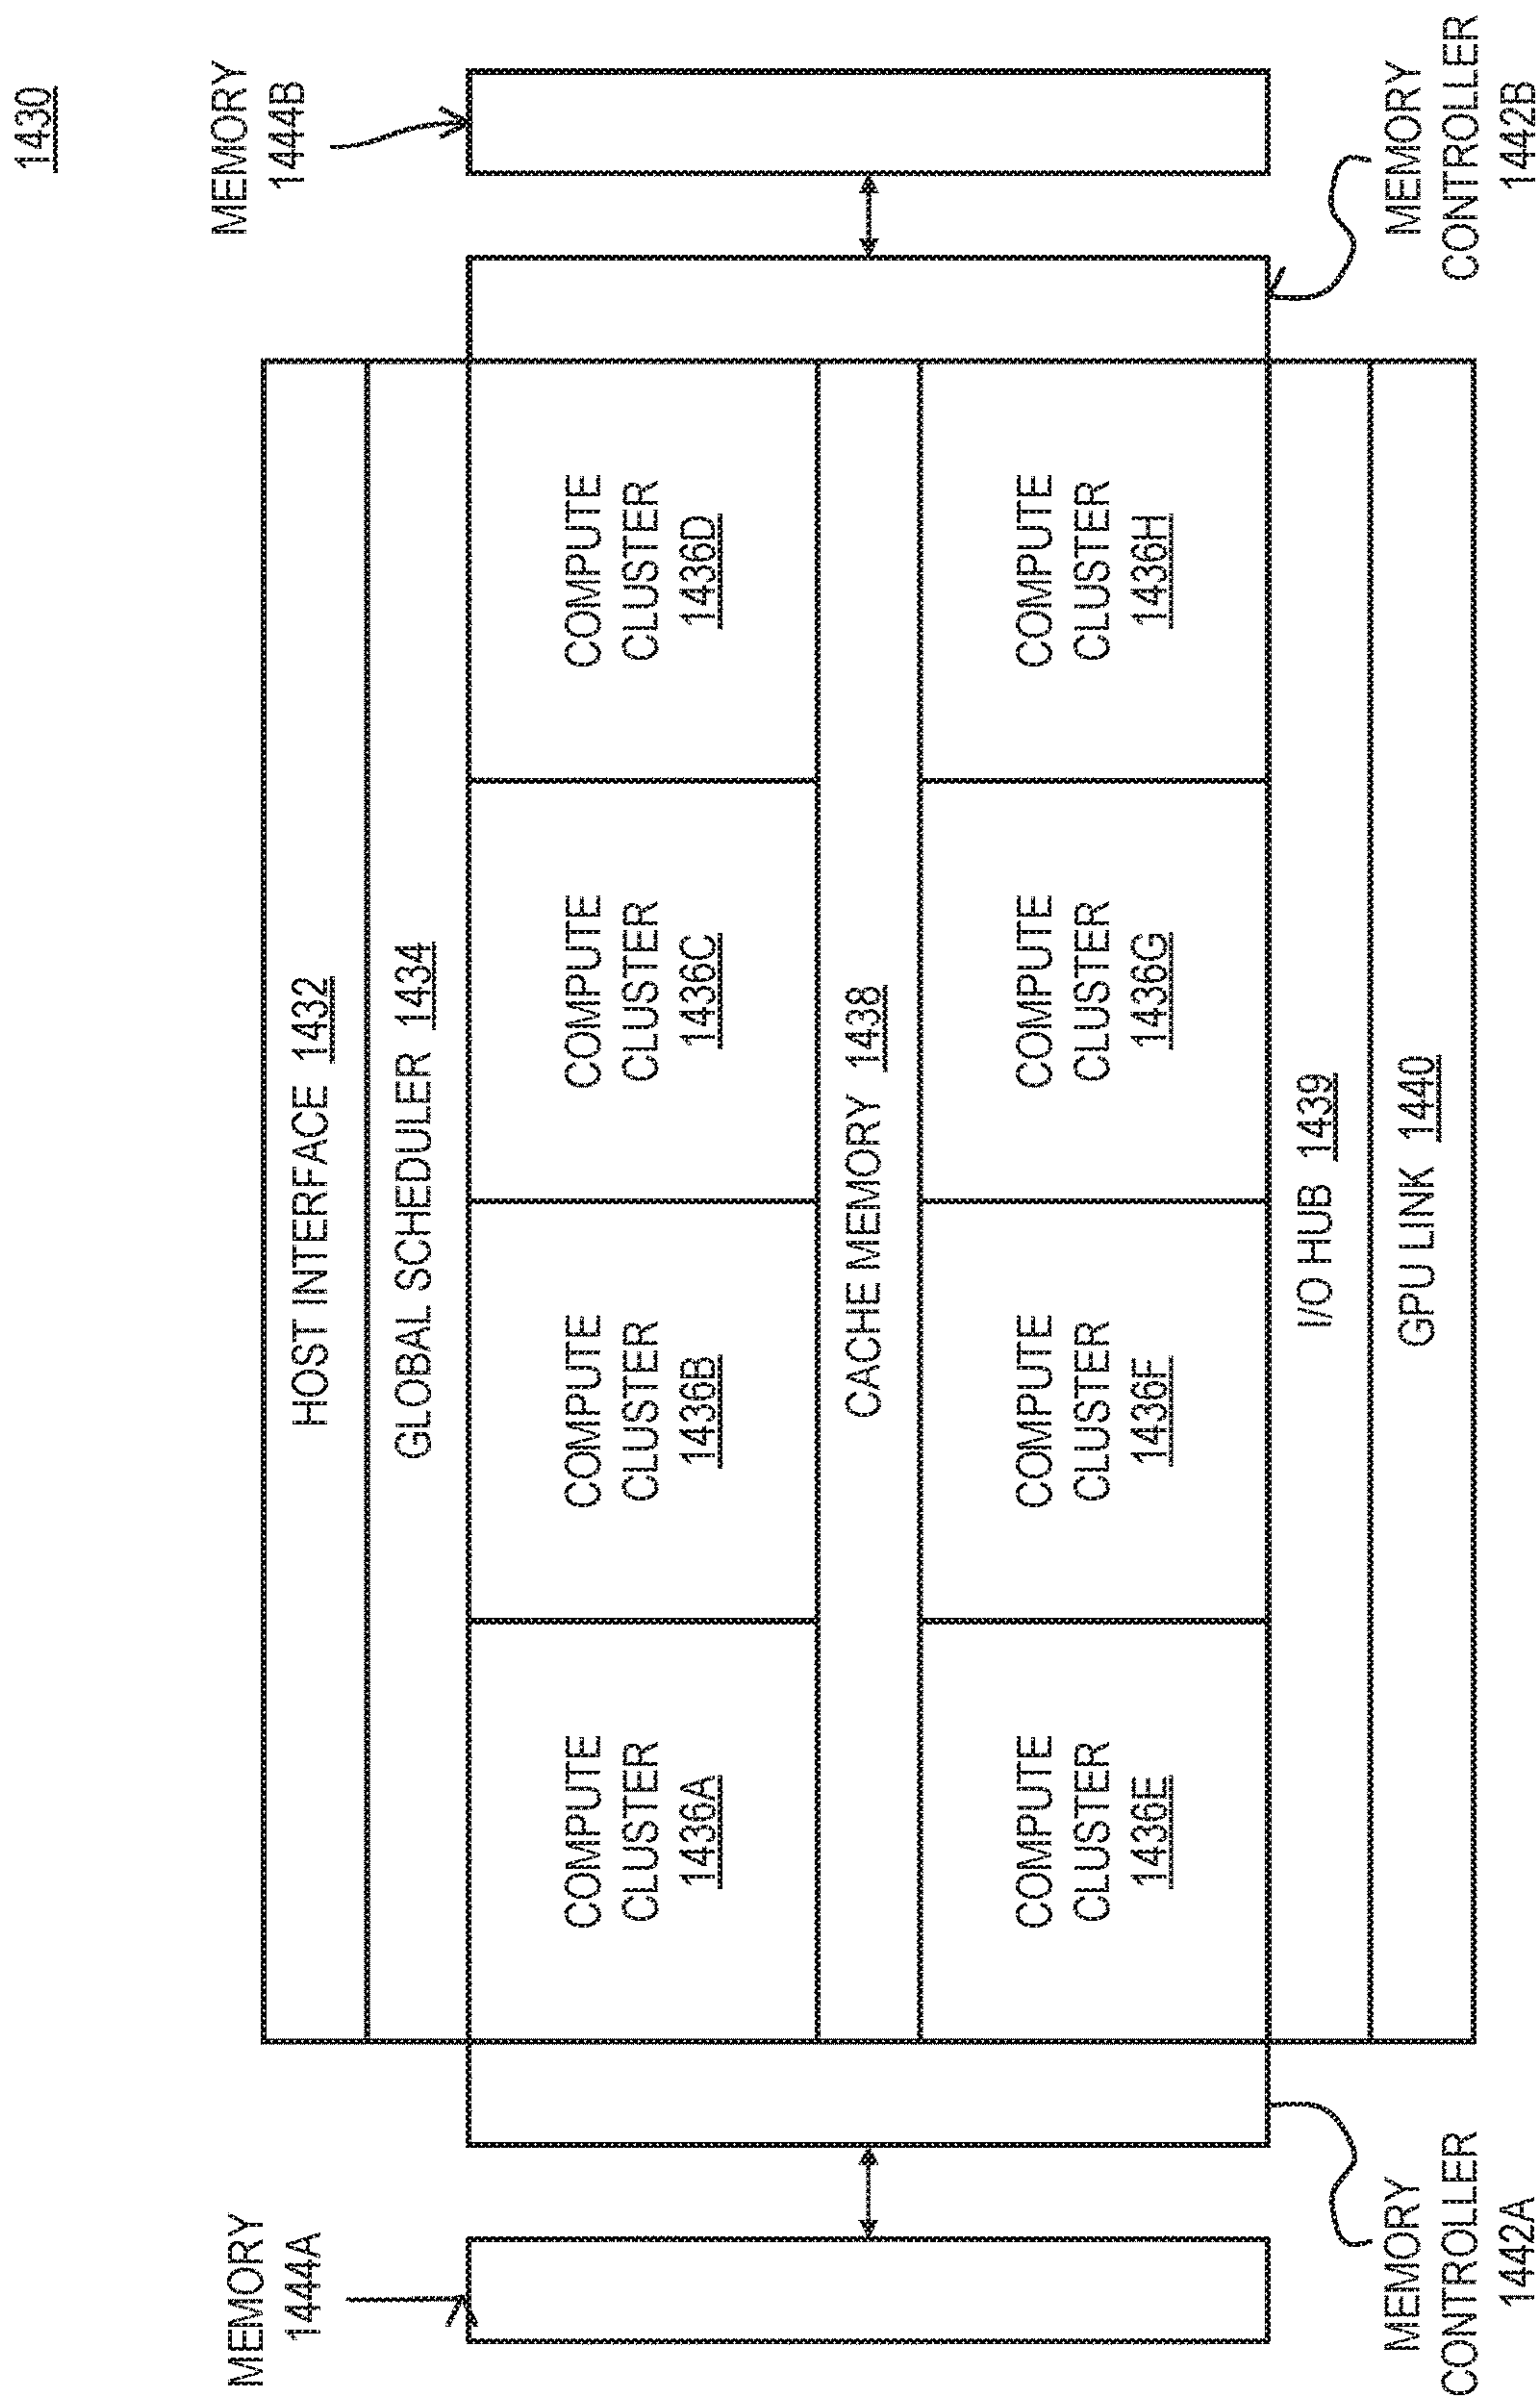 1430
HOST INTERFACE 1432
GLOBAL SCHEDULER 1434
MEMORY
1444A
MEMORY
1444B
COMPUTE
CLUSTER
1436A
COMPUTE
CLUSTER
1436B
COMPUTE
CLUSTER
1436C
COMPUTE
CLUSTER
1436D
CACHE MEMORY 1438
COMPUTE
CLUSTER
1436E
COMPUTE
CLUSTER
1436F
COMPUTE
CLUSTER
1436G
COMPUTE
CLUSTER
1436H
I/O HUB 1439
GPU LINK 1440
MEMORY
CONTROLLER
1442A
MEMORY
CONTROLLER
1442B